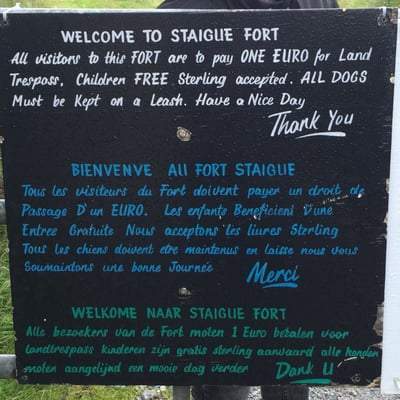 WELCOME TO STAIGUE FORT
All visitors to this FORT are to pay ONE EURO for Land
Trespass, Children FREE Sterling accepted. ALL DOGS
Must be Kept on a Leash. Have a Nice Day
Thank You
BIENVENVE AU FORT STAIGUE
Tous les visiteurs du Fort doivent payer un droit de
Passage D'un EURO. Les enfants Beneficient D'une
Entree Gratuite Nous acceptons les livres Sterling
Tous les chiens doivent etre maintenus en laisse nous vous
Soumaintons une bonne Journée
Merci
WELKOME NAAR STAIGUE FORT
Alle bezoekers van de Fort moten 1 Euro betalen voor
landtrespass kinderen zijn gratis sterling aanvaard alle honden
moten aangelijnd een mooie dag verder
Dank U